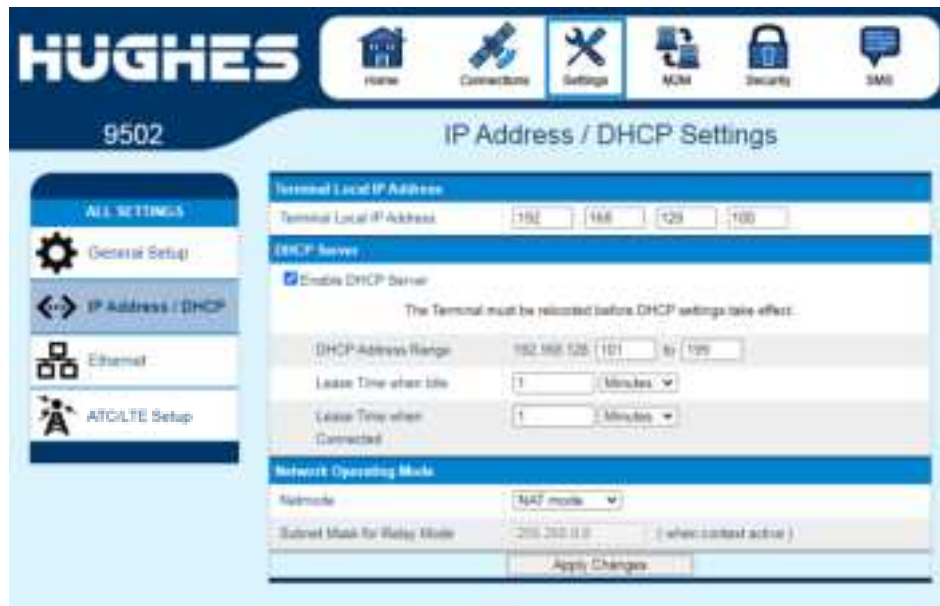 HUGHES
Home
Connections
Settings
M2M
Security
SMS
9502
IP Address / DHCP Settings
ALL SETTINGS
General Setup
IP Address / DHCP
Ethernet
ATC/LTE Setup
Terminal Local IP Address
Terminal Local IP Address 192 168 128 100
DHCP Server
Enable DHCP Server
The Terminal must be rebooted before DHCP settings take effect.
DHCP Address Range 192.168.128. 101 to 199
Lease Time when Idle 1 Minutes
Lease Time when 1 Minutes
Connected
Network Operating Mode
Netmode NAT mode
Subnet Mask for Relay Mode ( when context active )
Apply Changes